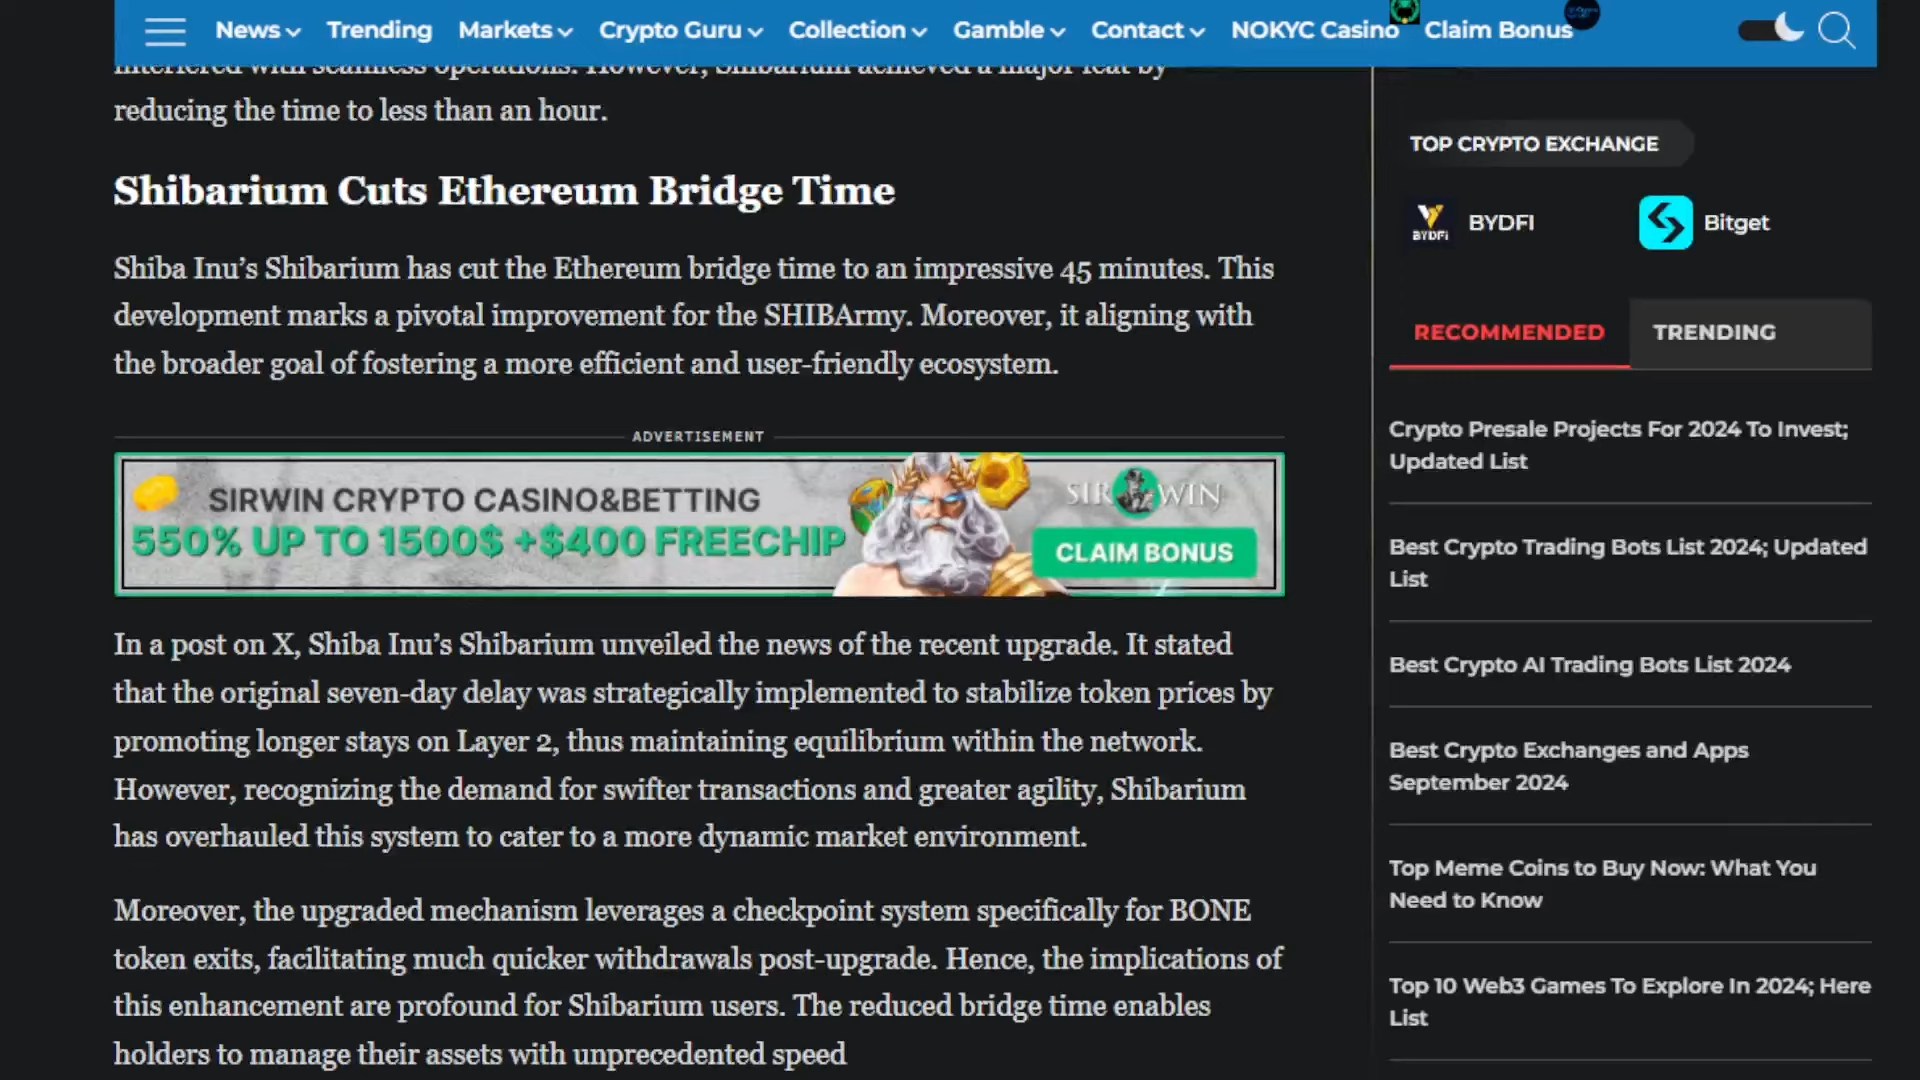 News
Trending
Markets
Crypto Guru
Collection
Gamble
Contact
NOKYC Casino
Claim Bonus
interfered with seamless operations. However, Shibarium achieved a major feat by
reducing the time to less than an hour.
Shibarium Cuts Ethereum Bridge Time
Shiba Inu’s Shibarium has cut the Ethereum bridge time to an impressive 45 minutes. This
development marks a pivotal improvement for the SHIBArmy. Moreover, it aligning with
the broader goal of fostering a more efficient and user-friendly ecosystem.
ADVERTISEMENT
SIRWIN CRYPTO CASINO&BETTING
550% UP TO 1500$ +$400 FREECHIP
SIR WIN
CLAIM BONUS
In a post on X, Shiba Inu’s Shibarium unveiled the news of the recent upgrade. It stated
that the original seven-day delay was strategically implemented to stabilize token prices by
promoting longer stays on Layer 2, thus maintaining equilibrium within the network.
However, recognizing the demand for swifter transactions and greater agility, Shibarium
has overhauled this system to cater to a more dynamic market environment.
Moreover, the upgraded mechanism leverages a checkpoint system specifically for BONE
token exits, facilitating much quicker withdrawals post-upgrade. Hence, the implications of
this enhancement are profound for Shibarium users. The reduced bridge time enables
holders to manage their assets with unprecedented speed
TOP CRYPTO EXCHANGE
BYDFi
BYDFI
Bitget
RECOMMENDED
TRENDING
Crypto Presale Projects For 2024 To Invest;
Updated List
Best Crypto Trading Bots List 2024; Updated
List
Best Crypto AI Trading Bots List 2024
Best Crypto Exchanges and Apps
September 2024
Top Meme Coins to Buy Now: What You
Need to Know
Top 10 Web3 Games To Explore In 2024; Here
List